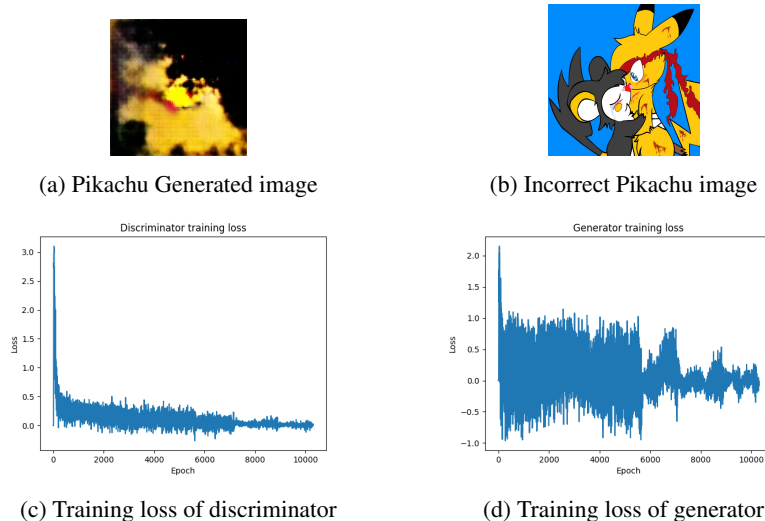 (a) Pikachu Generated image
(b) Incorrect Pikachu image
Discriminator training loss
3.0
2.5
2.0
1.5
1.0
0.5
0.0
Loss
0 2000 4000 6000 8000 10000
Epoch
Generator training loss
2.0
1.5
1.0
0.5
0.0
−0.5
−1.0
Loss
0 2000 4000 6000 8000 10000
Epoch
(c) Training loss of discriminator
(d) Training loss of generator